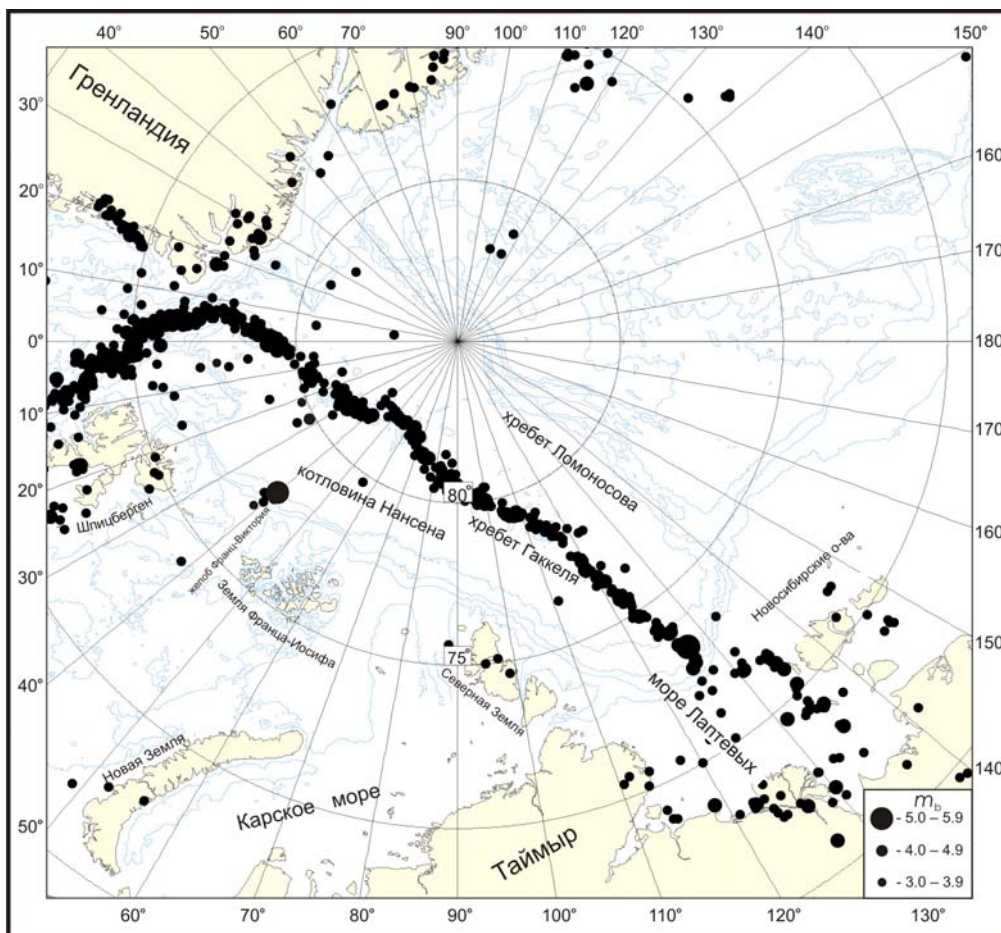 40° 50° 60° 70° 80° 90° 100° 110° 120° 130° 140° 150°
30°
20°
10°
0°
10°
20°
30°
40°
50°
160°
170°
180°
170°
160°
150°
140°
Гренландия
хребет Ломоносова
80°
котловина Нансена
хребет Гаккеля
Шпицберген
желоб Франц-Виктория
Земля Франца-Иосифа
Новосибирские о-ва
75°
Северная Земля
море Лаптевых
Новая Земля
Карское море
Таймыр
mb
- 5.0 – 5.9
- 4.0 – 4.9
- 3.0 – 3.9
60° 70° 80° 90° 100° 110° 120° 130°